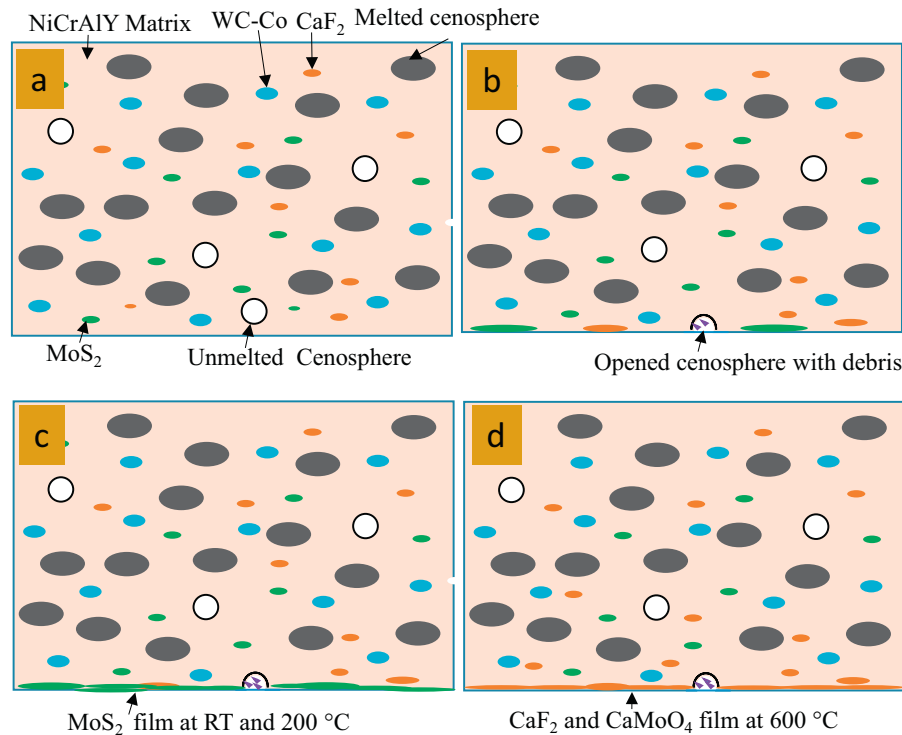 NiCrAlY Matrix
WC-Co
CaF2
Melted cenosphere
a
b
MoS2
Unmelted Cenosphere
Opened cenosphere with debris
c
d
MoS2 film at RT and 200 °C
CaF2 and CaMoO4 film at 600 °C